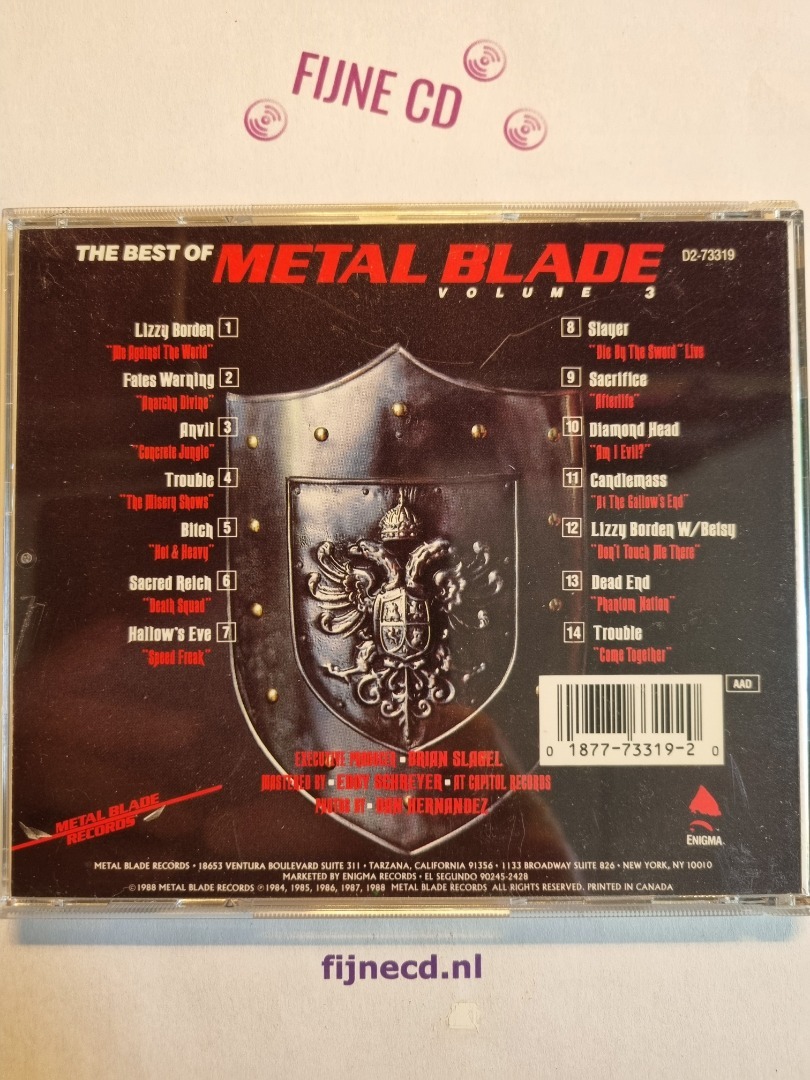 FIJNE CD
THE BEST OF METAL BLADE D2-73319
VOLUME 3
Lizzy Borden 1
"Me Against The World"
Fates Warning 2
"Anarchy Divine"
Anvil 3
"Concrete Jungle"
Trouble 4
"The Misery Shows"
Bitch 5
"Hot & Heavy"
Sacred Reich 6
"Death Squad"
Hallow's Eve 7
"Speed Freak"
8 Slayer
"Die By The Sword" Live
9 Sacrifice
"Afterlife"
10 Diamond Head
"Am I Evil?"
11 Candlemass
"At The Gallow's End"
12 Lizzy Borden W/Betsy
"Don't Touch Me There"
13 Dead End
"Phantom Nation"
14 Trouble
"Come Together"
AAD
0 1877-73319-2 0
EXECUTIVE PRODUCER • BRIAN SLAGEL
MASTERED BY • EDDY SCHREYER • AT CAPITOL RECORDS
PHOTOS BY • DAN HERNANDEZ
METAL BLADE
RECORDS
ENIGMA
METAL BLADE RECORDS • 18653 VENTURA BOULEVARD SUITE 311 • TARZANA, CALIFORNIA 91356 • 1133 BROADWAY SUITE 826 • NEW YORK, NY 10010
MARKETED BY ENIGMA RECORDS • EL SEGUNDO 90245-2428
©1988 METAL BLADE RECORDS ℗1984, 1985, 1986, 1987, 1988 METAL BLADE RECORDS ALL RIGHTS RESERVED. PRINTED IN CANADA
fijnecd.nl